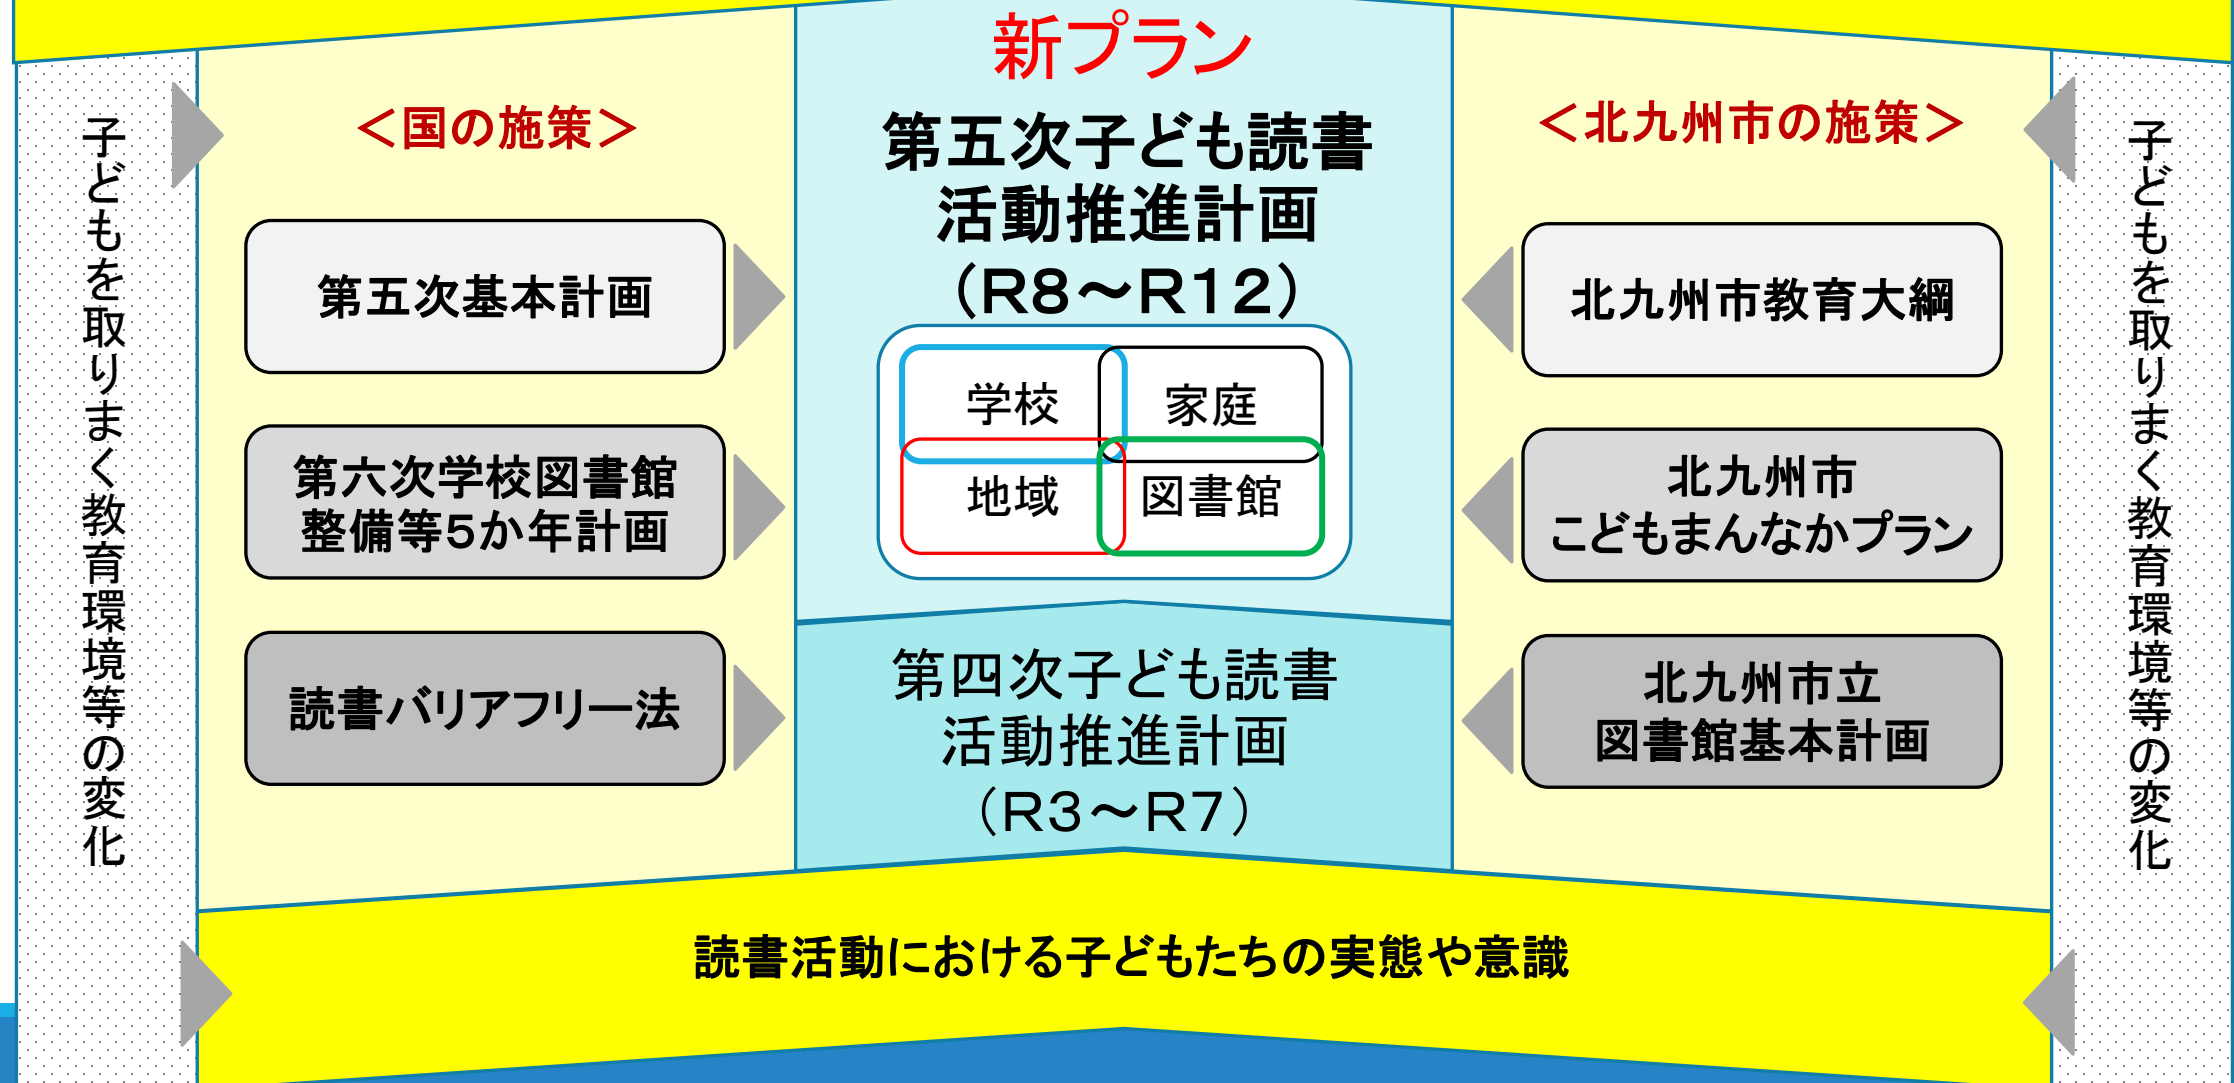 子どもを取りまく教育環境等の変化
＜国の施策＞
第五次基本計画
第六次学校図書館
整備等５か年計画
読書バリアフリー法
新プラン
第五次子ども読書
活動推進計画
（Ｒ８～Ｒ１２）
学校
家庭
地域
図書館
第四次子ども読書
活動推進計画
（Ｒ３～Ｒ７）
＜北九州市の施策＞
北九州市教育大綱
北九州市
こどもまんなかプラン
北九州市立
図書館基本計画
子どもを取りまく教育環境等の変化
読書活動における子どもたちの実態や意識